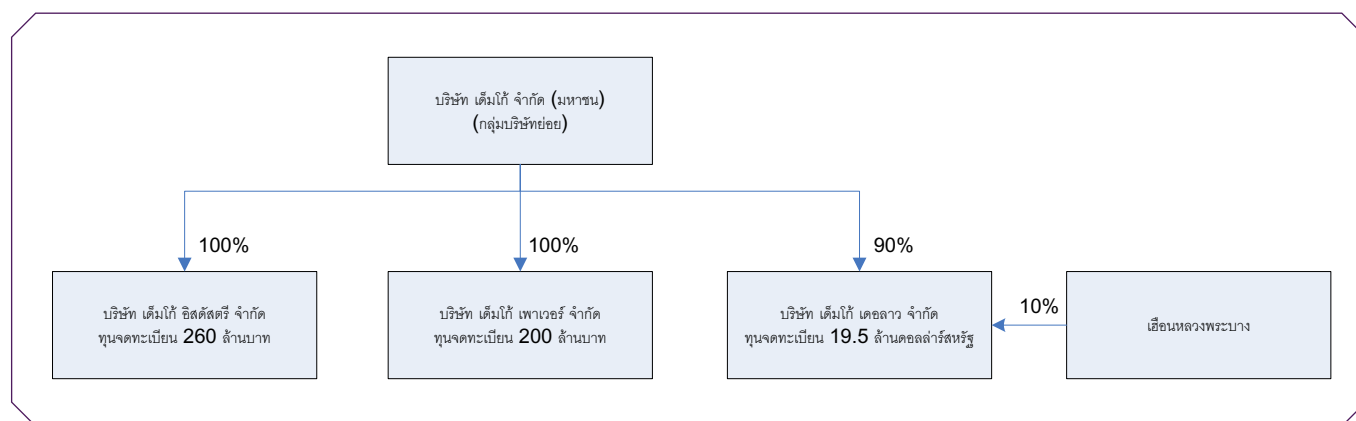 บริษัท เด็มโก้ จำกัด (มหาชน)
(กลุ่มบริษัทย่อย)
100%
100%
90%
บริษัท เด็มโก้ อิสดัสตรี จำกัด
ทุนจดทะเบียน 260 ล้านบาท
บริษัท เด็มโก้ เพาเวอร์ จำกัด
ทุนจดทะเบียน 200 ล้านบาท
บริษัท เด็มโก้ เดอลาว จำกัด
ทุนจดทะเบียน 19.5 ล้านดอลล่าร์สหรัฐ
10%
เฮือนหลวงพระบาง